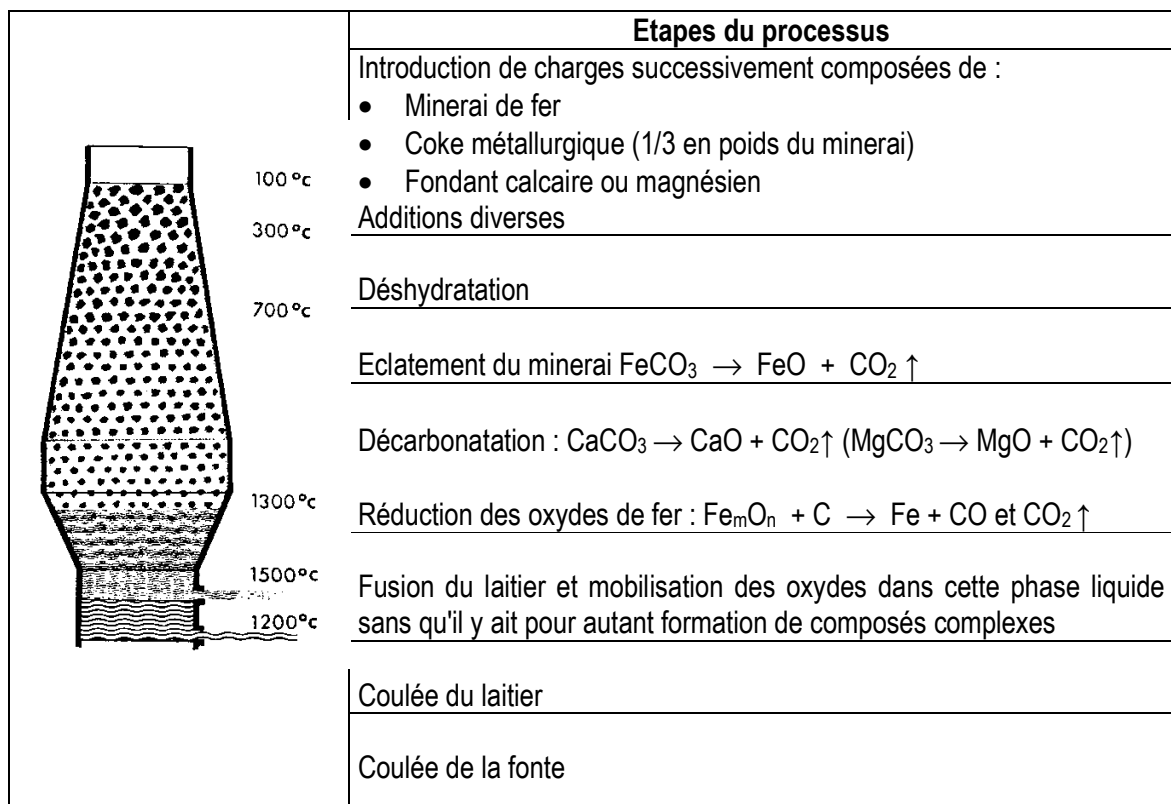 Etapes du processus
Introduction de charges successivement composées de :
• Minerai de fer
• Coke métallurgique (1/3 en poids du minerai)
100 °c
• Fondant calcaire ou magnésien
Additions diverses
300 °c
Déshydratation
700 °c
Eclatement du minerai FeCO₃ → FeO + CO₂ ↑
Décarbonatation : CaCO₃ → CaO + CO₂↑ (MgCO₃ → MgO + CO₂↑)
1300 °c
Réduction des oxydes de fer : FeₘOₙ + C → Fe + CO et CO₂ ↑
1500 °c
Fusion du laitier et mobilisation des oxydes dans cette phase liquide
1200 °c
sans qu'il y ait pour autant formation de composés complexes
Coulée du laitier
Coulée de la fonte